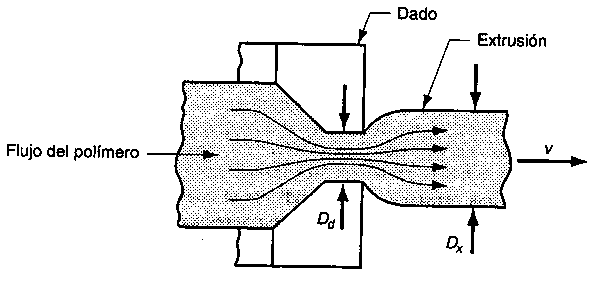 Dado
Extrusión
Flujo del polímero
v
D_d
D_x